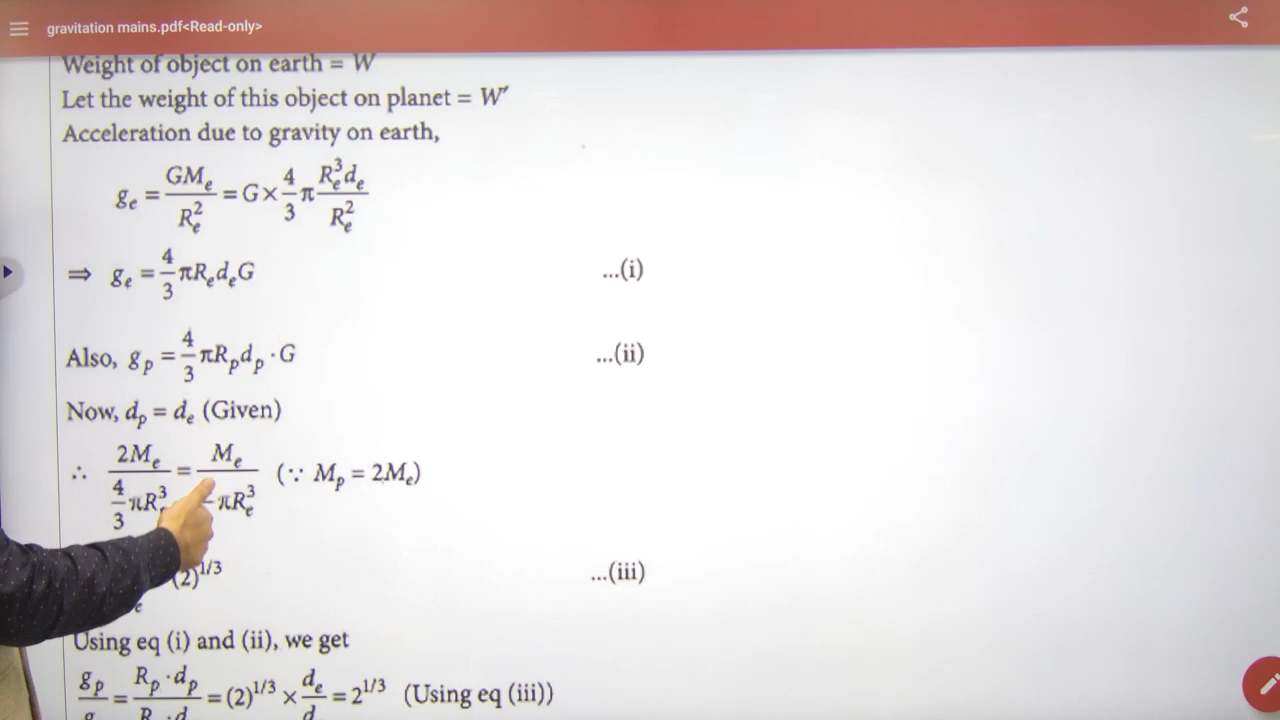 gravitation mains.pdf<Read-only>
Weight of object on earth = W
Let the weight of this object on planet = W′
Acceleration due to gravity on earth,
g_e = GM_e / R_e^2 = G × 4/3 π R_e^3 d_e / R_e^2
⇒ g_e = 4/3 πR_e d_e G ...(i)
Also, g_p = 4/3 πR_p d_p · G ...(ii)
Now, d_p = d_e (Given)
∴ 2M_e / 4/3 πR^3 = M_e / πR_e^3 (∵ M_p = 2M_e)
(2)^1/3 ...(iii)
e
Using eq (i) and (ii), we get
g_p / g = R_p · d_p / R · d = (2)^1/3 × d_e / d = 2^1/3 (Using eq (iii))